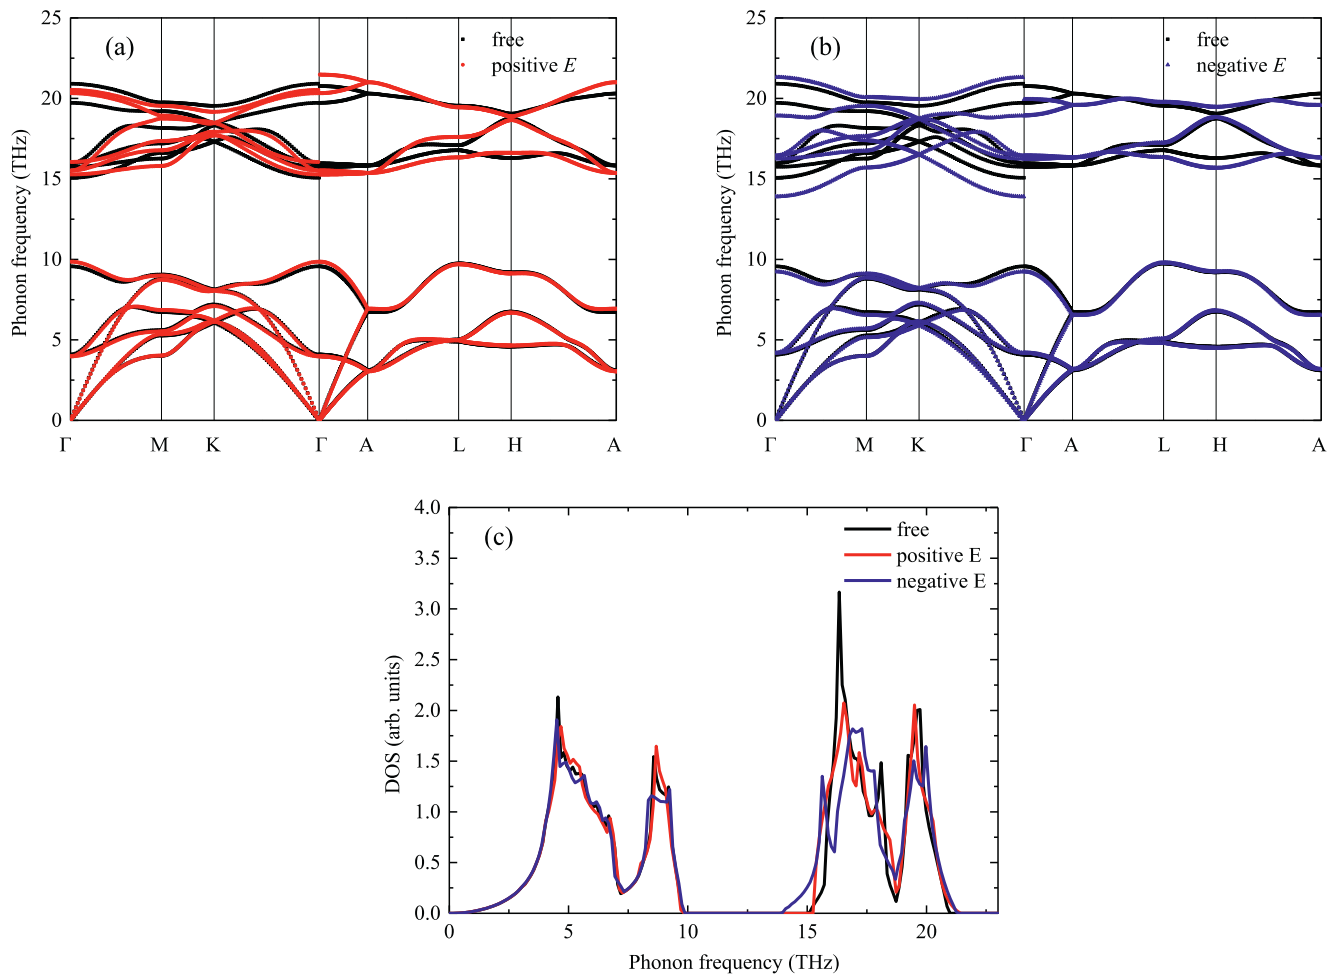 (a)
free
positive E
Phonon frequency (THz)
25
20
15
10
5
0
Γ M K Γ A L H A
(b)
free
negative E
Phonon frequency (THz)
25
20
15
10
5
0
Γ M K Γ A L H A
(c)
free
positive E
negative E
DOS (arb. units)
4.0
3.5
3.0
2.5
2.0
1.5
1.0
0.5
0.0
0 5 10 15 20
Phonon frequency (THz)